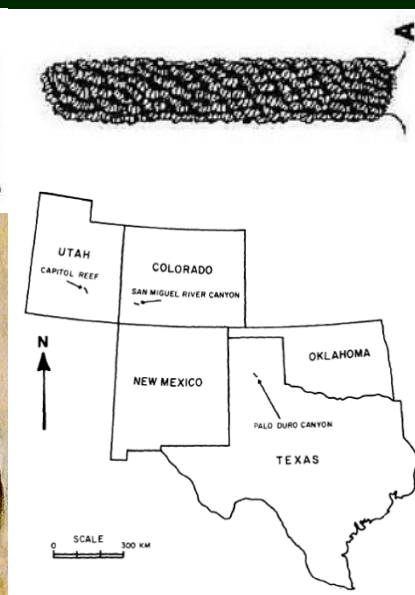 A
UTAH
CAPITOL REEF
COLORADO
SAN MIGUEL RIVER CANYON
N
NEW MEXICO
OKLAHOMA
PALO DURO CANYON
TEXAS
SCALE
0 300 KM